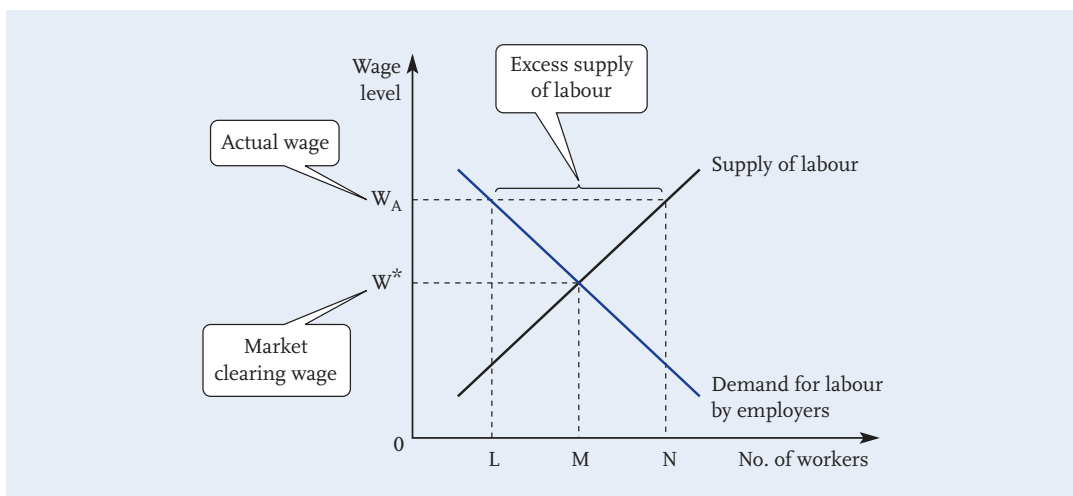 Wage
level
Excess supply
of labour
Actual wage
Supply of labour
W_A
W*
Market
clearing wage
Demand for labour
by employers
0
L M N No. of workers